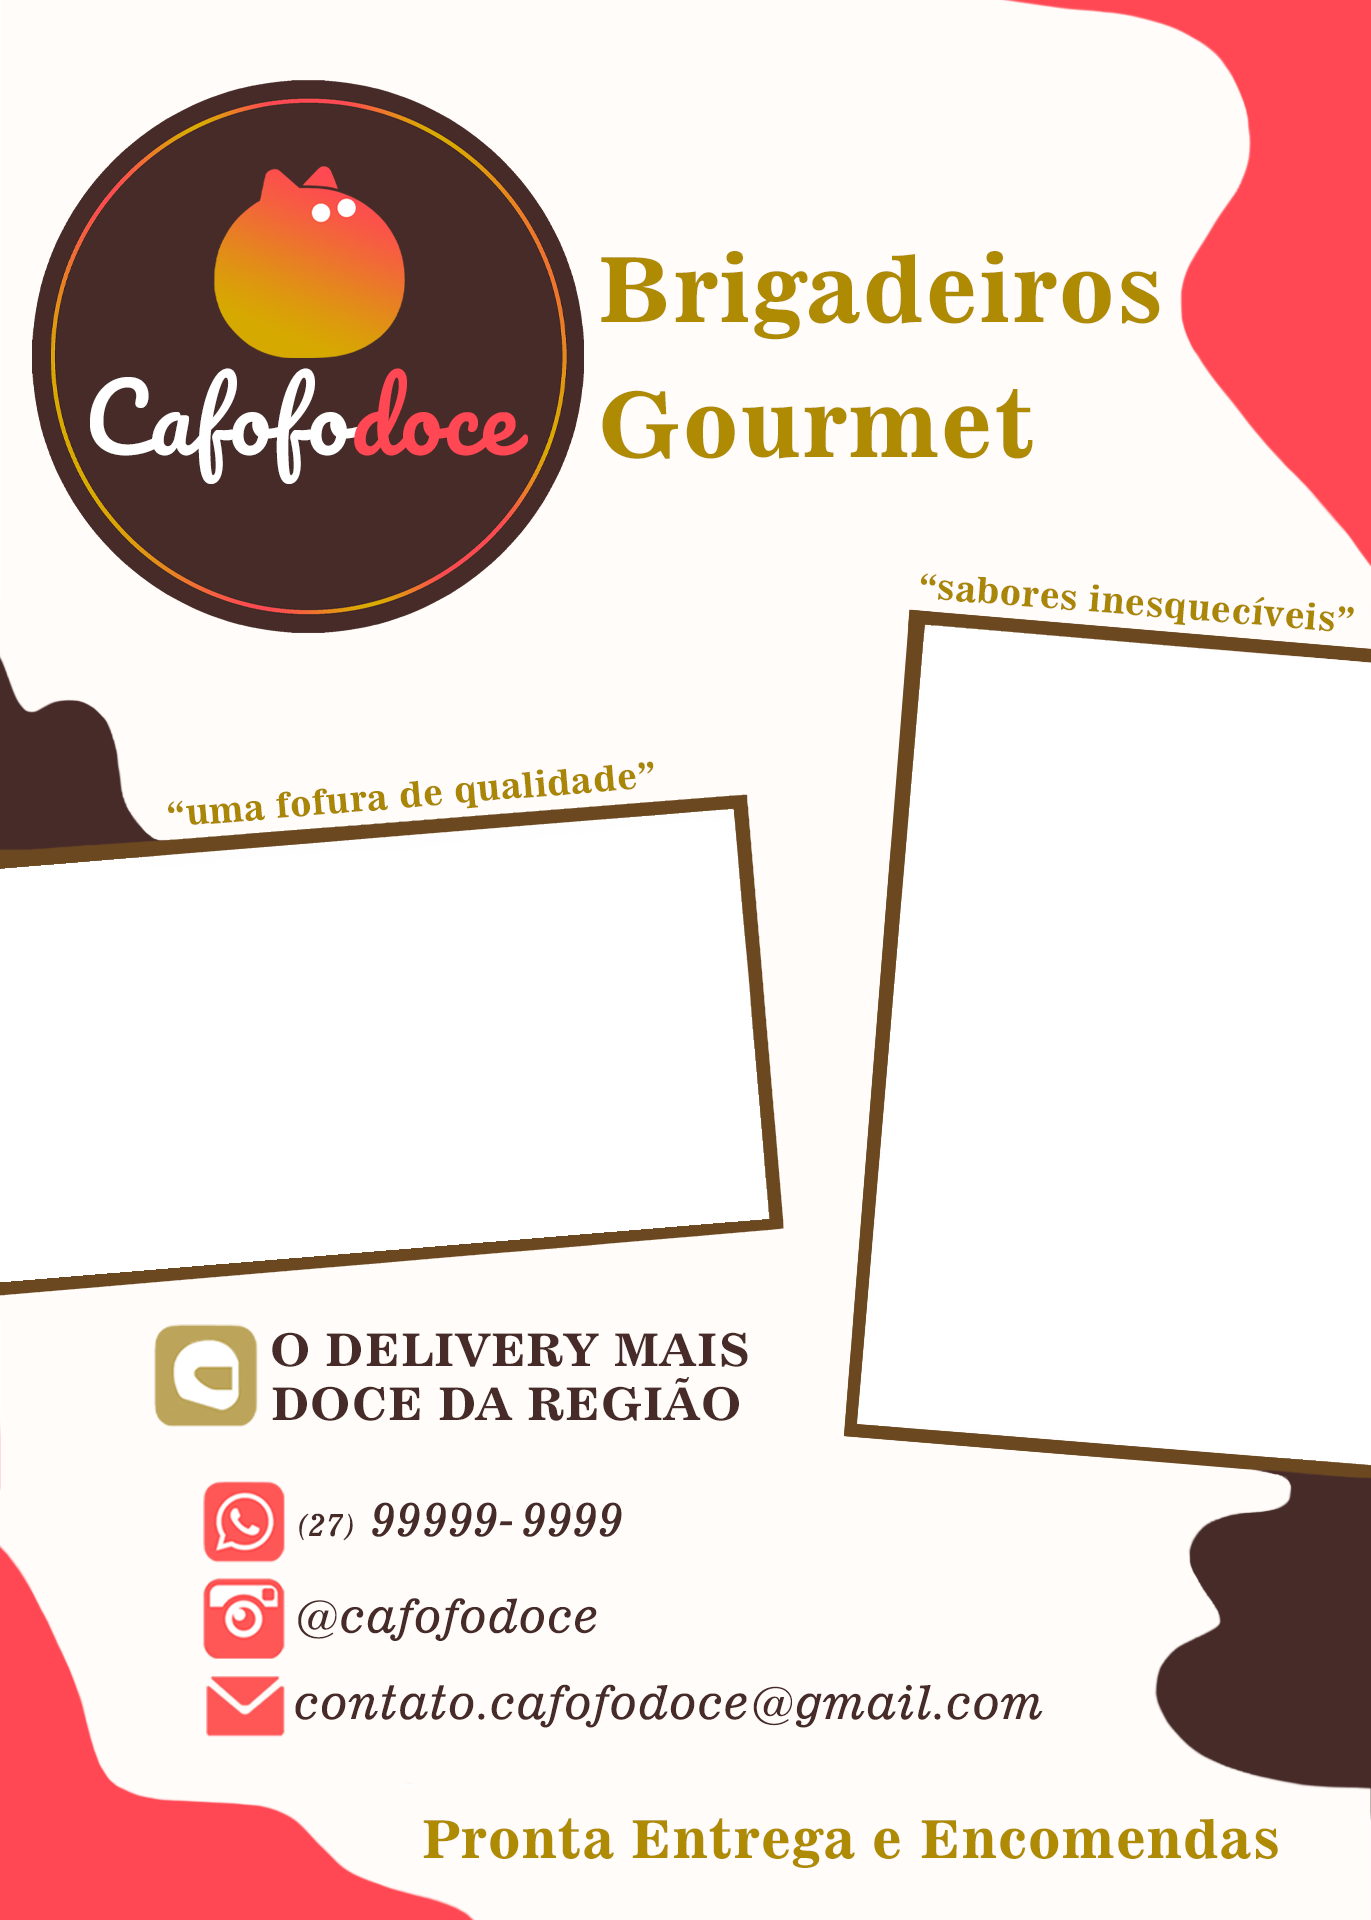 Cafofodoce
Brigadeiros
Gourmet
“sabores inesquecíveis”
“uma fofura de qualidade”
O DELIVERY MAIS
DOCE DA REGIÃO
(27) 99999-9999
@cafofodoce
contato.cafofodoce@gmail.com
Pronta Entrega e Encomendas